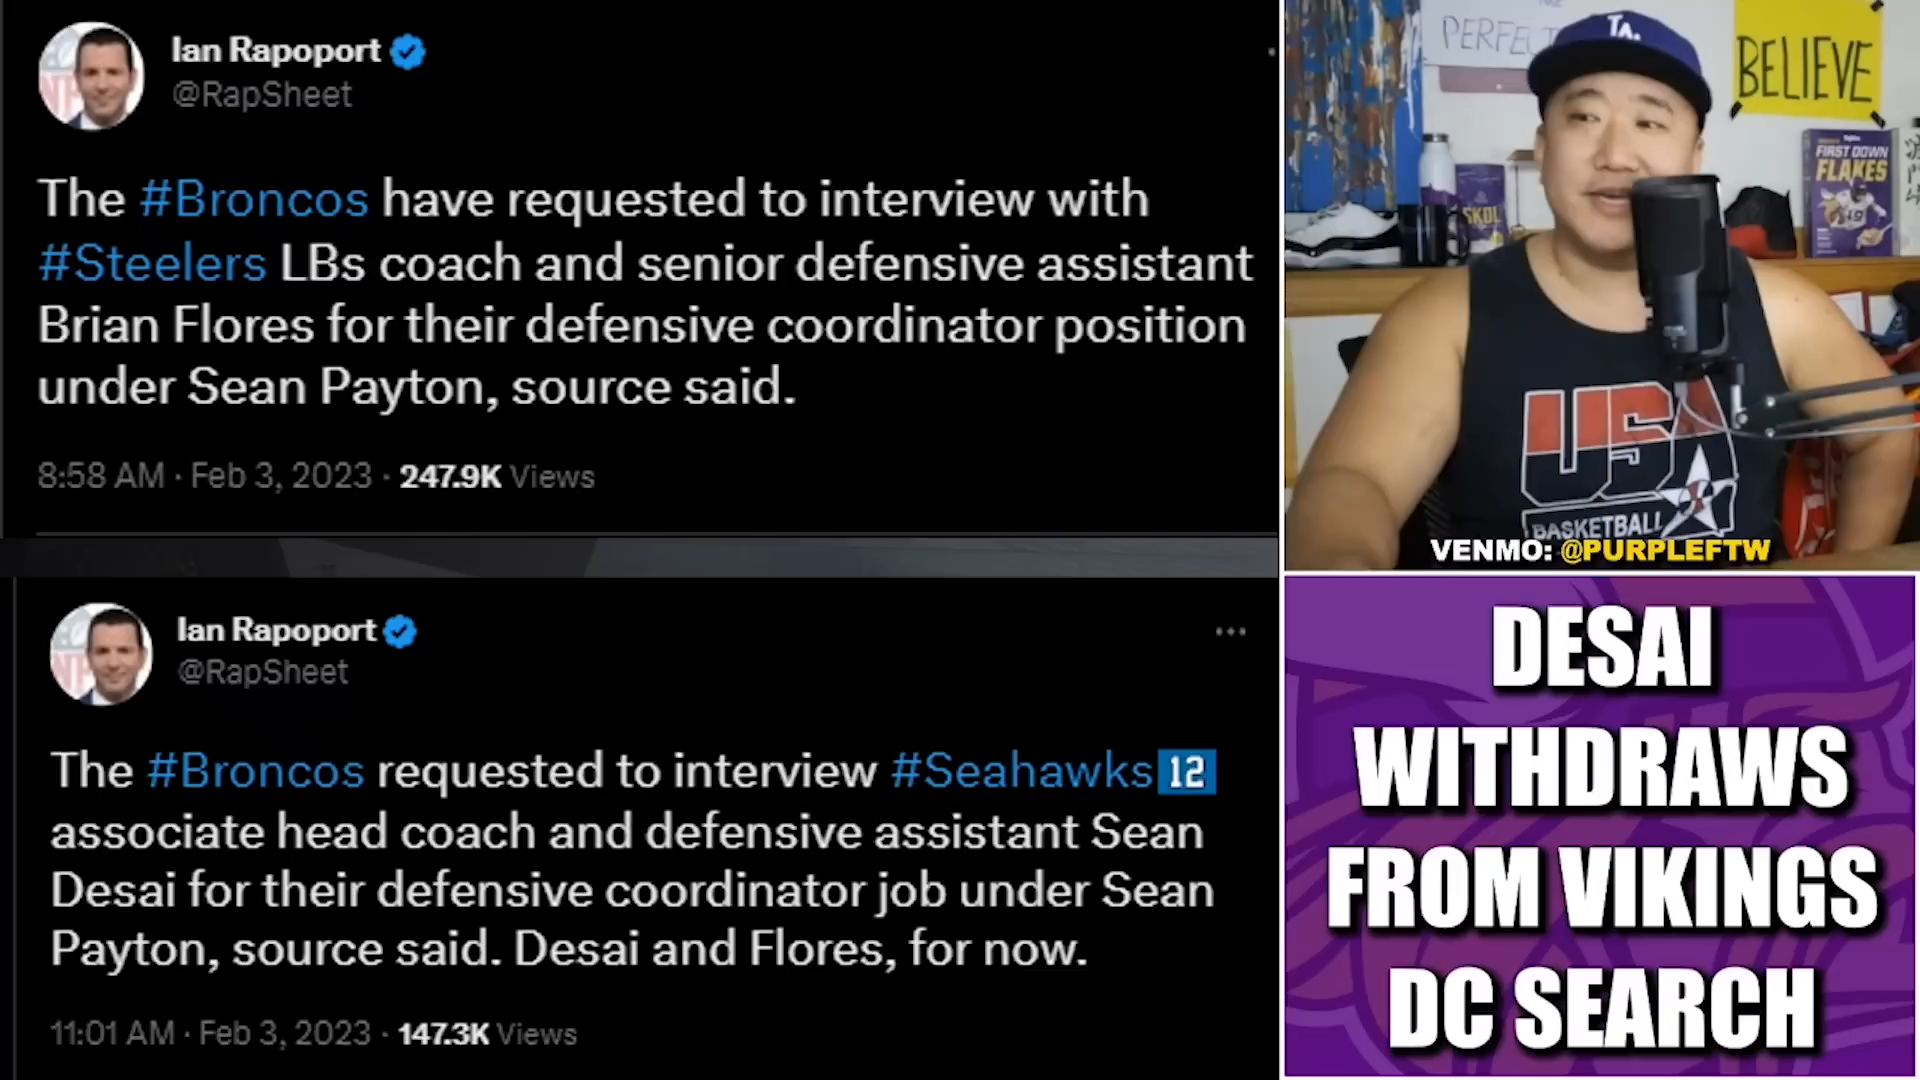 Ian Rapoport
@RapSheet
The #Broncos have requested to interview with
#Steelers LBs coach and senior defensive assistant
Brian Flores for their defensive coordinator position
under Sean Payton, source said.
8:58 AM · Feb 3, 2023 · 247.9K Views
Ian Rapoport
@RapSheet
The #Broncos requested to interview #Seahawks 12
associate head coach and defensive assistant Sean
Desai for their defensive coordinator job under Sean
Payton, source said. Desai and Flores, for now.
11:01 AM · Feb 3, 2023 · 147.3K Views
BELIEVE
FIRST DOWN
FLAKES
SKOL
USA
BASKETBALL
VENMO: @PURPLEFTW
DESAI
WITHDRAWS
FROM VIKINGS
DC SEARCH